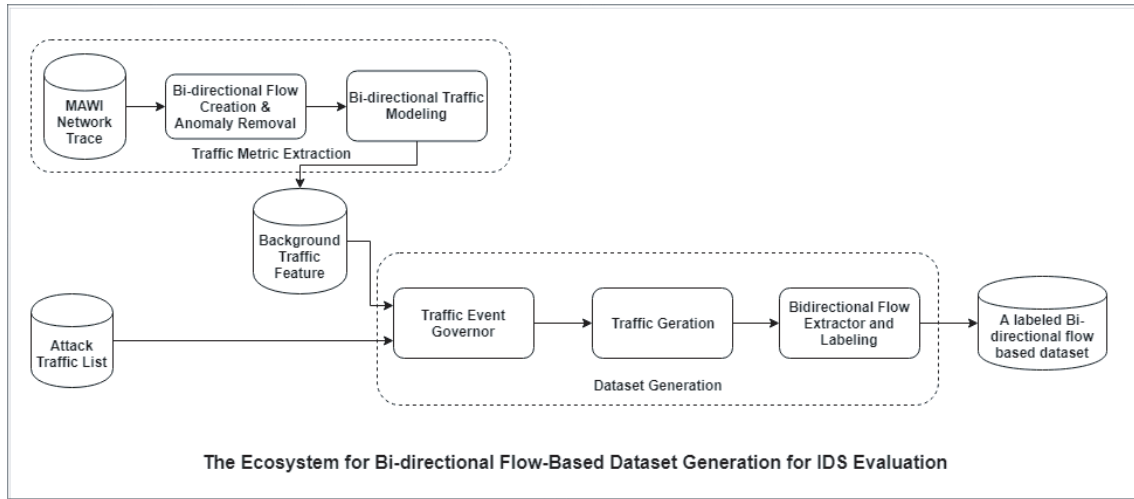 MAWI
Network
Trace
Bi-directional Flow
Creation &
Anomaly Removal
Bi-directional Traffic
Modeling
Traffic Metric Extraction
Background
Traffic
Feature
Attack
Traffic List
Traffic Event
Governor
Traffic Geration
Bidirectional Flow
Extractor and
Labeling
A labeled Bi-
directional flow
based dataset
Dataset Generation
The Ecosystem for Bi-directional Flow-Based Dataset Generation for IDS Evaluation